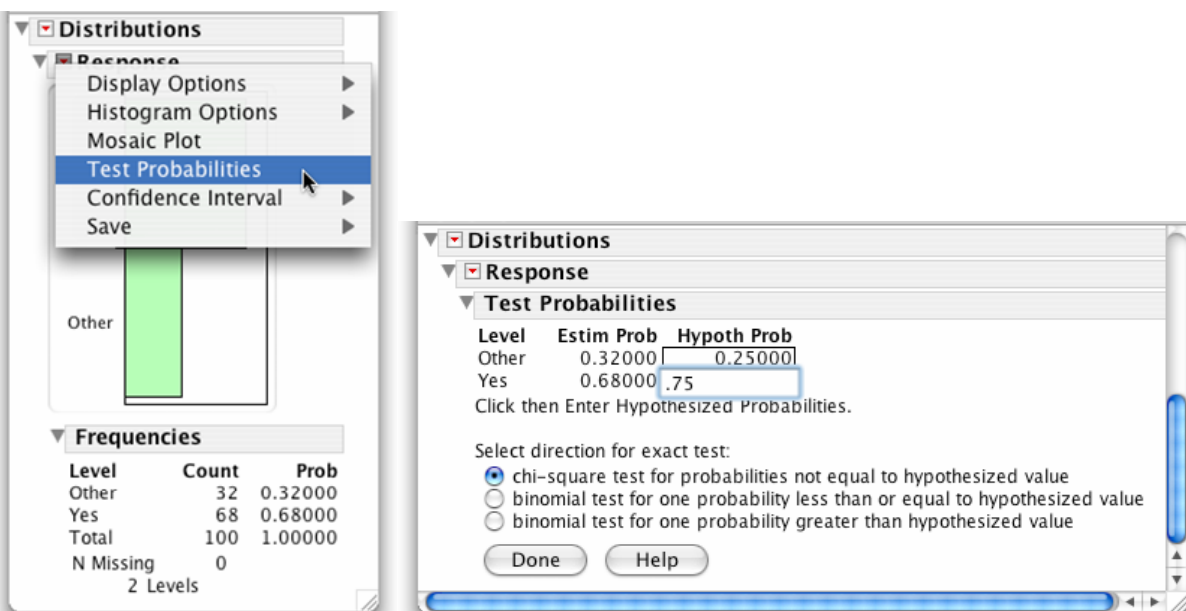 Distributions
Response
Display Options
Histogram Options
Mosaic Plot
Test Probabilities
Confidence Interval
Save
Other
Frequencies
Level Count Prob
Other 32 0.32000
Yes 68 0.68000
Total 100 1.00000
N Missing 0
2 Levels
Distributions
Response
Test Probabilities
Level Estim Prob Hypoth Prob
Other 0.32000 0.25000
Yes 0.68000 .75
Click then Enter Hypothesized Probabilities.
Select direction for exact test:
chi-square test for probabilities not equal to hypothesized value
binomial test for one probability less than or equal to hypothesized value
binomial test for one probability greater than hypothesized value
Done Help